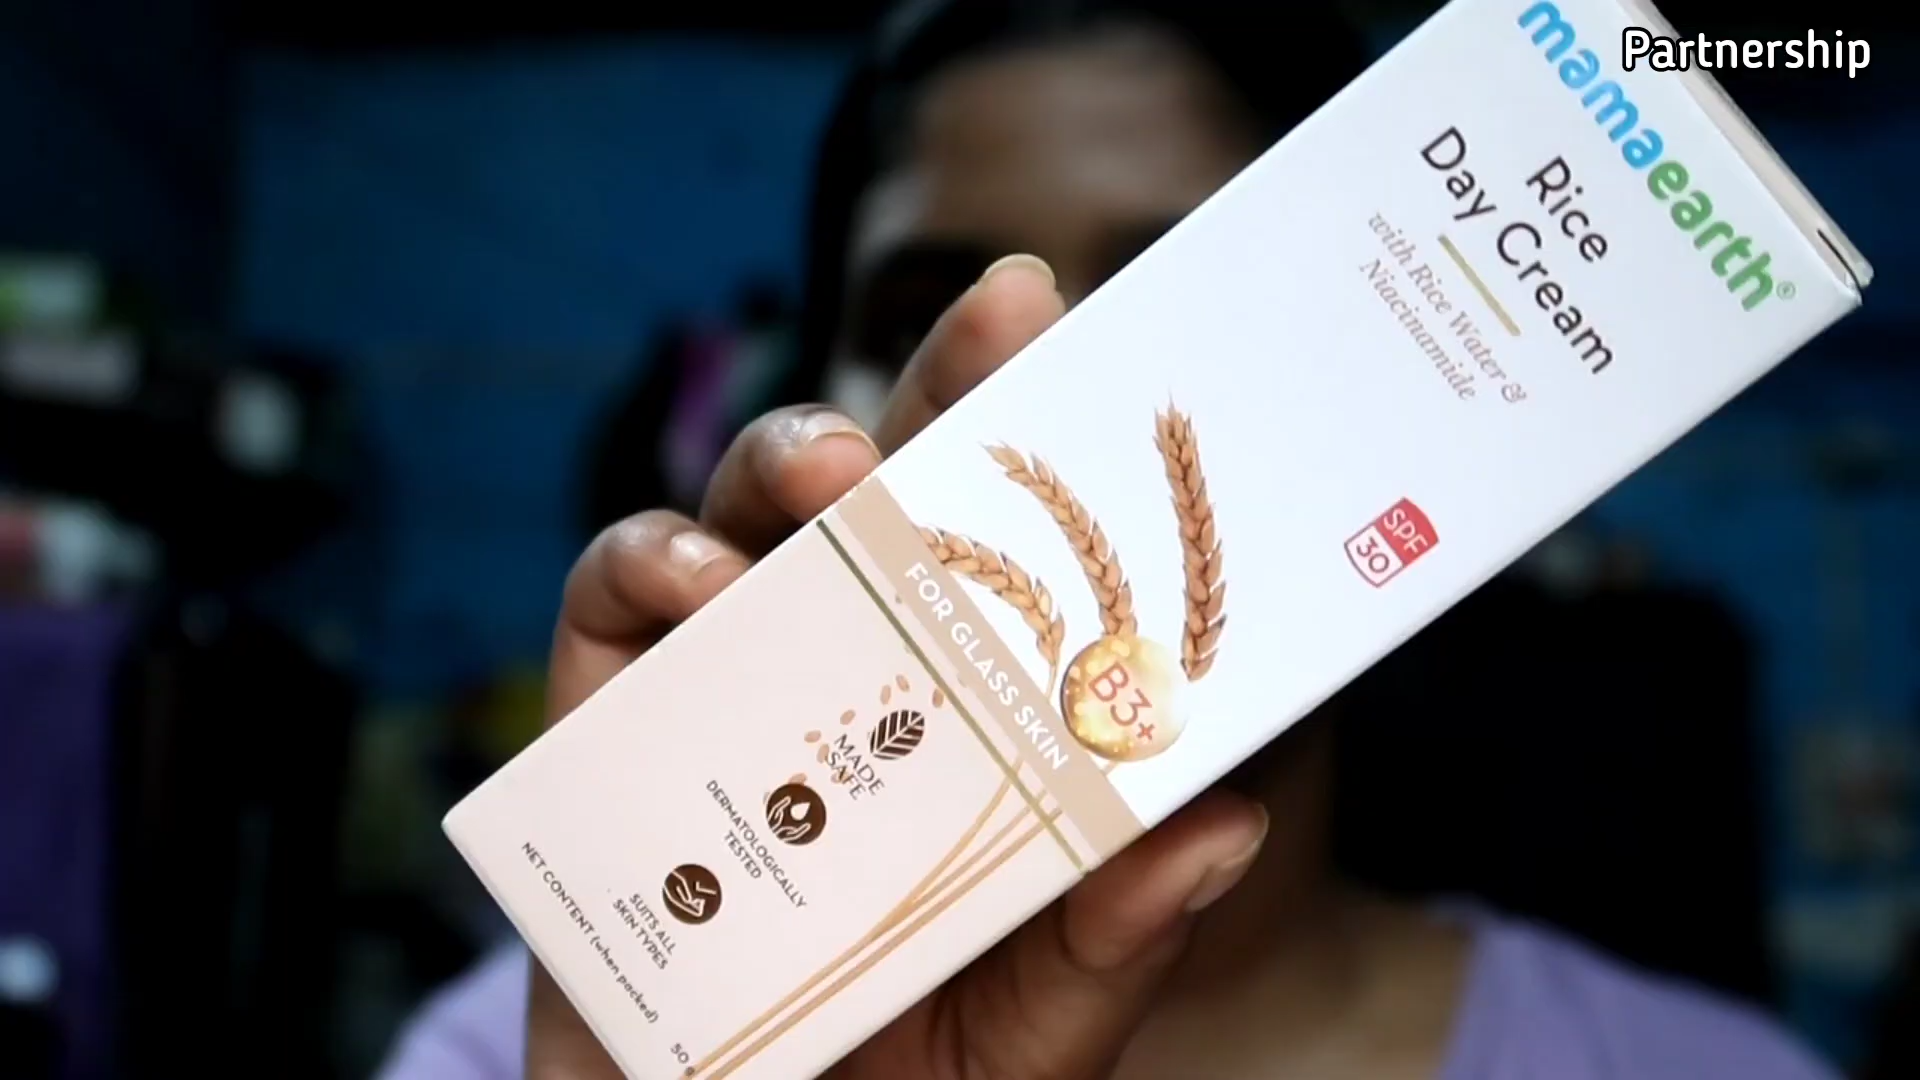 Partnership
mamaearth®
Rice
Day Cream
with Rice Water &
Niacinamide
SPF
30
B3+
FOR GLASS SKIN
MADE
SAFE
DERMATOLOGICALLY
TESTED
SUITS ALL
SKIN TYPES
NET CONTENT (when packed)
50 g